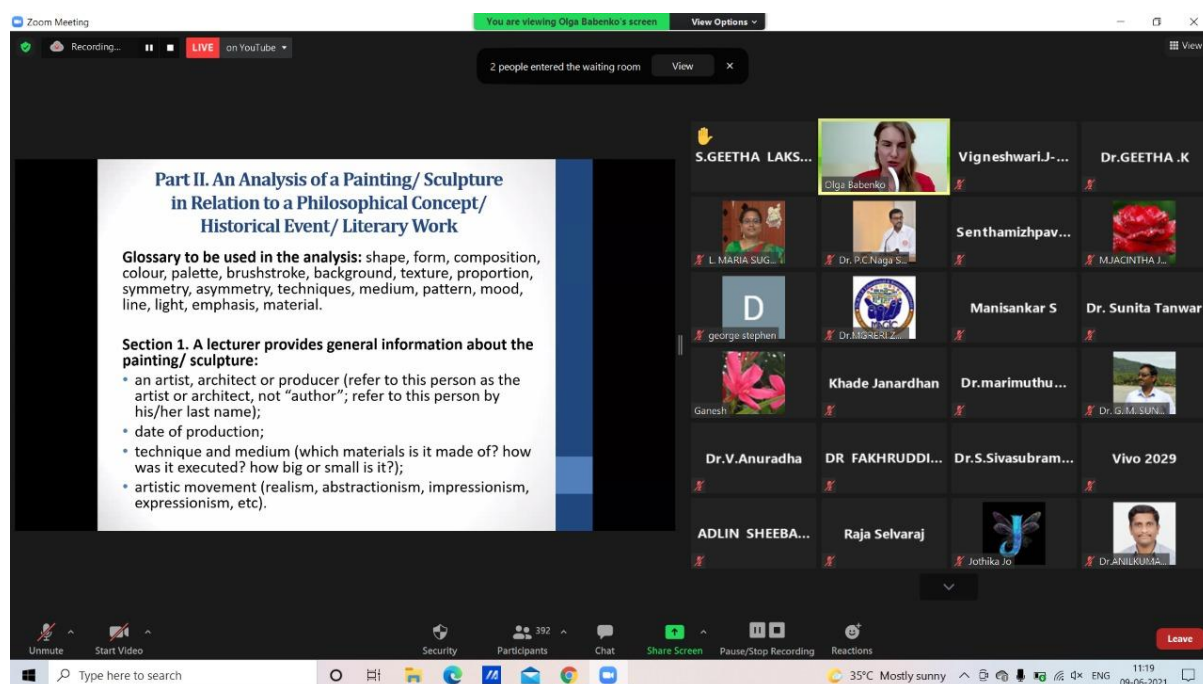 Zoom Meeting
You are viewing Olga Babenko's screen
View Options
Recording...
LIVE
on YouTube
View
2 people entered the waiting room
View
Part II. An Analysis of a Painting/ Sculpture
in Relation to a Philosophical Concept/
Historical Event/ Literary Work
Glossary to be used in the analysis: shape, form, composition,
colour, palette, brushstroke, background, texture, proportion,
symmetry, asymmetry, techniques, medium, pattern, mood,
line, light, emphasis, material.
Section 1. A lecturer provides general information about the
painting/ sculpture:
• an artist, architect or producer (refer to this person as the
artist or architect, not “author”; refer to this person by
his/her last name);
• date of production;
• technique and medium (which materials is it made of? how
was it executed? how big or small is it?);
• artistic movement (realism, abstractionism, impressionism,
expressionism, etc).
S.GEETHA LAKS...
Olga Babenko
Vigneshwari.J-...
Dr.GEETHA .K
L. MARIA SUG...
Dr. P.C.Naga S...
Senthamizhpav...
M.JACINTHA J...
D
george stephen
Dr.MGRERI Z...
Manisankar S
Dr. Sunita Tanwar
Ganesh
Khade Janardhan
Dr.marimuthu...
Dr. G. M. SUN...
Dr.V.Anuradha
DR FAKHRUDDI...
Dr.S.Sivasubram...
Vivo 2029
ADLIN SHEEBA...
Raja Selvaraj
Jothika Jo
Dr.ANILKUMA...
Unmute
Start Video
Security
392
Participants
Chat
Share Screen
Pause/Stop Recording
Reactions
Leave
Type here to search
35°C Mostly sunny
ENG
11:19
09-06-2021